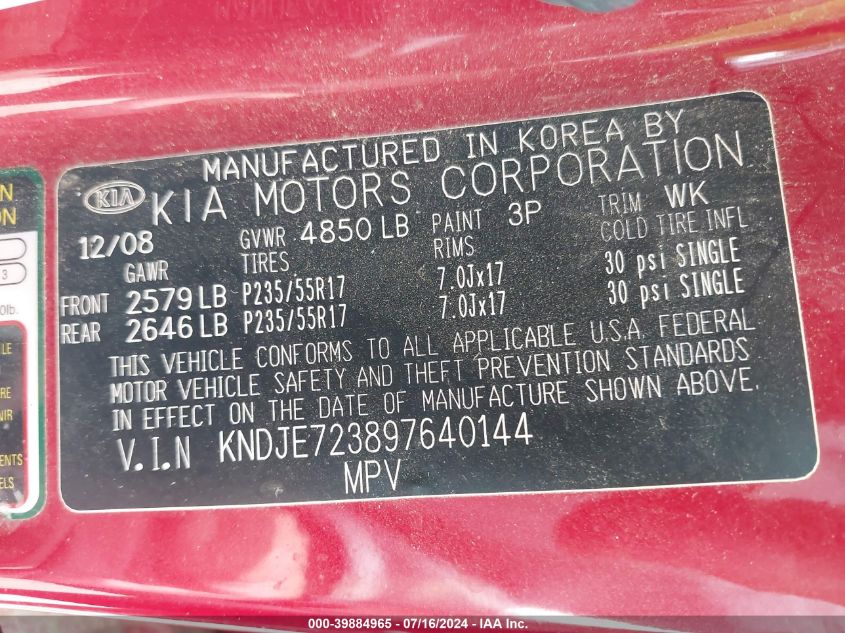 MANUFACTURED IN KOREA BY
KIA KIA MOTORS CORPORATION
12/08 GVWR 4850 LB PAINT 3P TRIM WK
GAWR TIRES RIMS COLD TIRE INFL
FRONT 2579 LB P235/55R17 7.0Jx17 30 psi SINGLE
REAR 2646 LB P235/55R17 7.0Jx17 30 psi SINGLE
THIS VEHICLE CONFORMS TO ALL APPLICABLE U.S.A. FEDERAL
MOTOR VEHICLE SAFETY AND THEFT PREVENTION STANDARDS
IN EFFECT ON THE DATE OF MANUFACTURE SHOWN ABOVE.
V.I.N KNDJE723897640144
MPV
000-39884965 - 07/16/2024 - IAA, Inc.